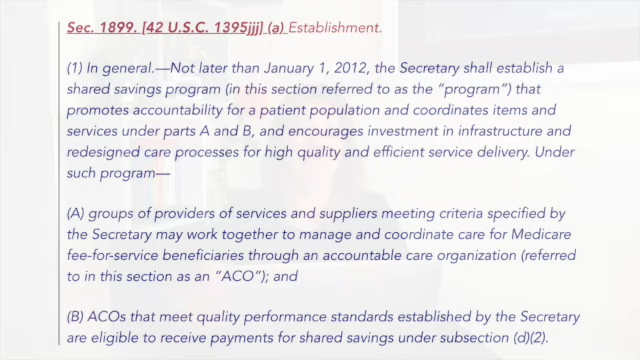 Sec. 1899. [42 U.S.C. 1395jjj] (a) Establishment.
(1) In general.—Not later than January 1, 2012, the Secretary shall establish a
shared savings program (in this section referred to as the “program”) that
promotes accountability for a patient population and coordinates items and
services under parts A and B, and encourages investment in infrastructure and
redesigned care processes for high quality and efficient service delivery. Under
such program—
(A) groups of providers of services and suppliers meeting criteria specified by
the Secretary may work together to manage and coordinate care for Medicare
fee-for-service beneficiaries through an accountable care organization (referred
to in this section as an “ACO”); and
(B) ACOs that meet quality performance standards established by the Secretary
are eligible to receive payments for shared savings under subsection (d)(2).